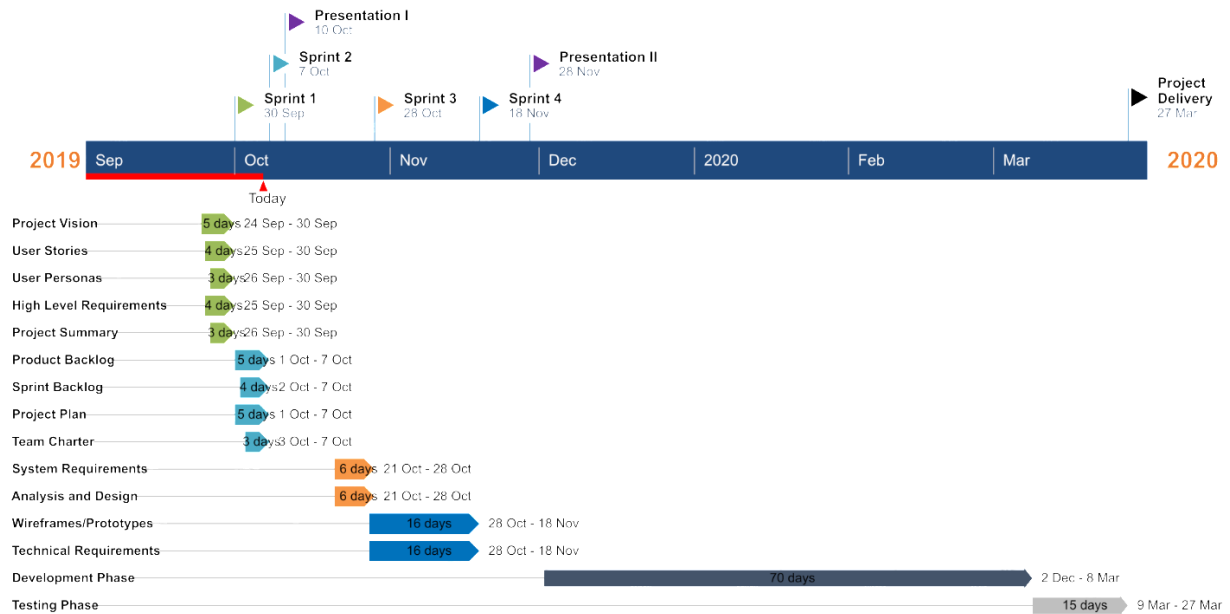 Presentation I
10 Oct
Sprint 2
7 Oct
Presentation II
28 Nov
Sprint 1
30 Sep
Sprint 3
28 Oct
Sprint 4
18 Nov
Project
Delivery
27 Mar
2019 Sep Oct Nov Dec 2020 Feb Mar 2020
Today
Project Vision 5 days 24 Sep - 30 Sep
User Stories 4 days 25 Sep - 30 Sep
User Personas 3 days 26 Sep - 30 Sep
High Level Requirements 4 days 25 Sep - 30 Sep
Project Summary 3 days 26 Sep - 30 Sep
Product Backlog 5 days 1 Oct - 7 Oct
Sprint Backlog 4 days 2 Oct - 7 Oct
Project Plan 5 days 1 Oct - 7 Oct
Team Charter 3 days 3 Oct - 7 Oct
System Requirements 6 days 21 Oct - 28 Oct
Analysis and Design 6 days 21 Oct - 28 Oct
Wireframes/Prototypes 16 days 28 Oct - 18 Nov
Technical Requirements 16 days 28 Oct - 18 Nov
Development Phase 70 days 2 Dec - 8 Mar
Testing Phase 15 days 9 Mar - 27 Mar